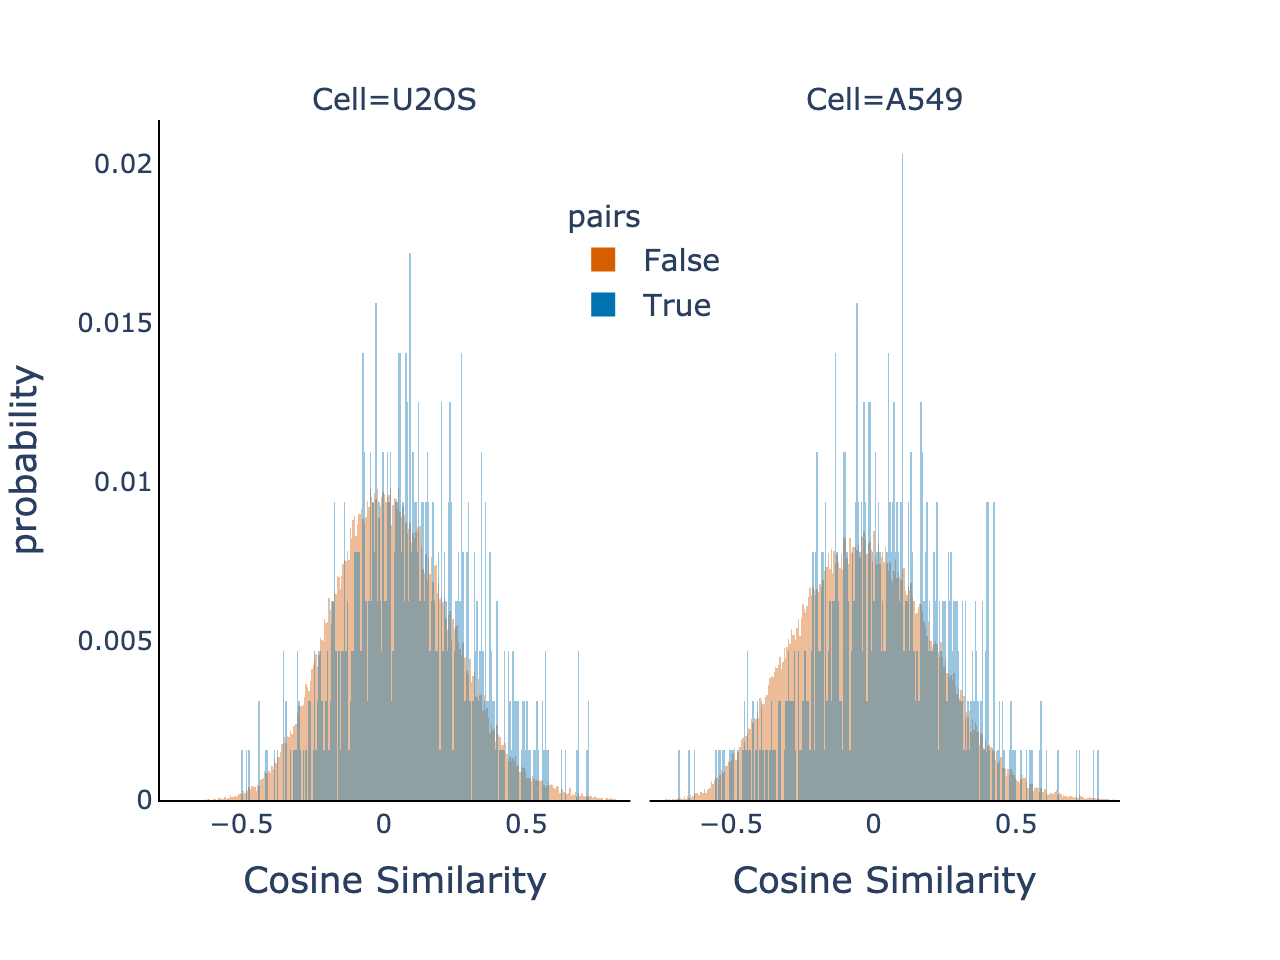 Cell=U2OS
Cell=A549
pairs
False
True
probability
0.02
0.015
0.01
0.005
0
−0.5
0
0.5
−0.5
0
0.5
Cosine Similarity
Cosine Similarity